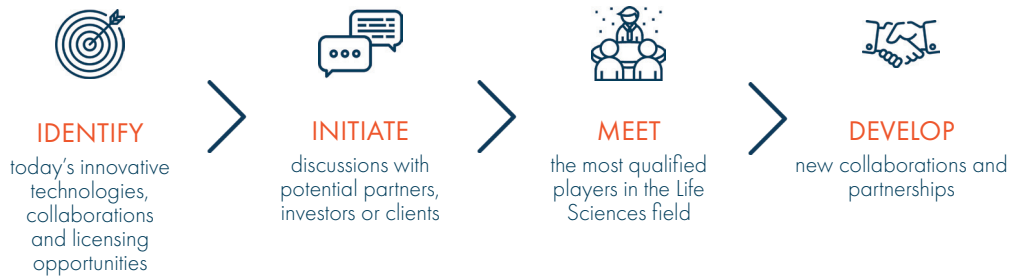 IDENTIFY
today’s innovative
technologies,
collaborations
and licensing
opportunities
INITIATE
discussions with
potential partners,
investors or clients
MEET
the most qualified
players in the Life
Sciences field
DEVELOP
new collaborations and
partnerships